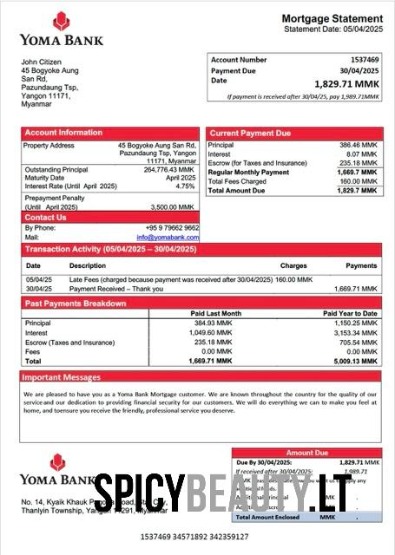 YOMA BANK
Mortgage Statement
Statement Date: 05/04/2025
John Citizen
45 Bogyoke Aung
San Rd,
Pazundaung Tsp,
Yangon 11171,
Myanmar
Account Number 1537469
Payment Due 30/04/2025
Date 1,829.71 MMK
If payment is received after 30/04/25, pay 1,989.71MMK
Account Information
Property Address 45 Bogyoke Aung San Rd,
Pazundaung Tsp, Yangon
11171, Myanmar
Outstanding Principal 264,776.43 MMK
Maturity Date April 2025
Interest Rate (Until April 2025) 4.75%
Prepayment Penalty
(Until April 2025) 3,500.00 MMK
Contact Us
By Phone: +95 9 79662 9662
Mail: info@yomabank.com
Current Payment Due
Principal 386.46 MMK
Interest 8.07 MMK
Escrow (for Taxes and Insurance) 235.18 MMK
Regular Monthly Payment 1,669.7 MMK
Total Fees Charged 160.00 MMK
Total Amount Due 1,829.7 MMK
Transaction Activity (05/04/2025 – 30/04/2025)
Date Description Charges Payments
05/04/25 Late Fees (charged because payment was received after 30/04/2025) 160.00 MMK
30/04/25 Payment Received – Thank you 1,669.71 MMK
Past Payments Breakdown
Paid Last Month Paid Year to Date
Principal 384.93 MMK 1,150.25 MMK
Interest 1,049.60 MMK 3,153.34 MMK
Escrow (Taxes and Insurance) 235.18 MMK 705.54 MMK
Fees 0.00 MMK 0.00 MMK
Total 1,669.71 MMK 5,009.13 MMK
Important Messages
We are pleased to have you as a Yoma Bank Mortgage customer. We are known throughout the country for the quality of our
service and our dedication to providing financial security for our customers. We will do everything we can to make you feel at
home, and toensure you receive the friendly, professional service you deserve.
YOMA BANK
No. 14, Kyaik Khauk
Thanlyin Township, 11291, Myanmar
Amount Due
Due By 30/04/2025: 1,829.71 MMK
If received after 30/04/2025: 1,989.71
Total Amount Enclosed MMK .
SPICYBEAUTY.LT
1537469 34571892 342359127